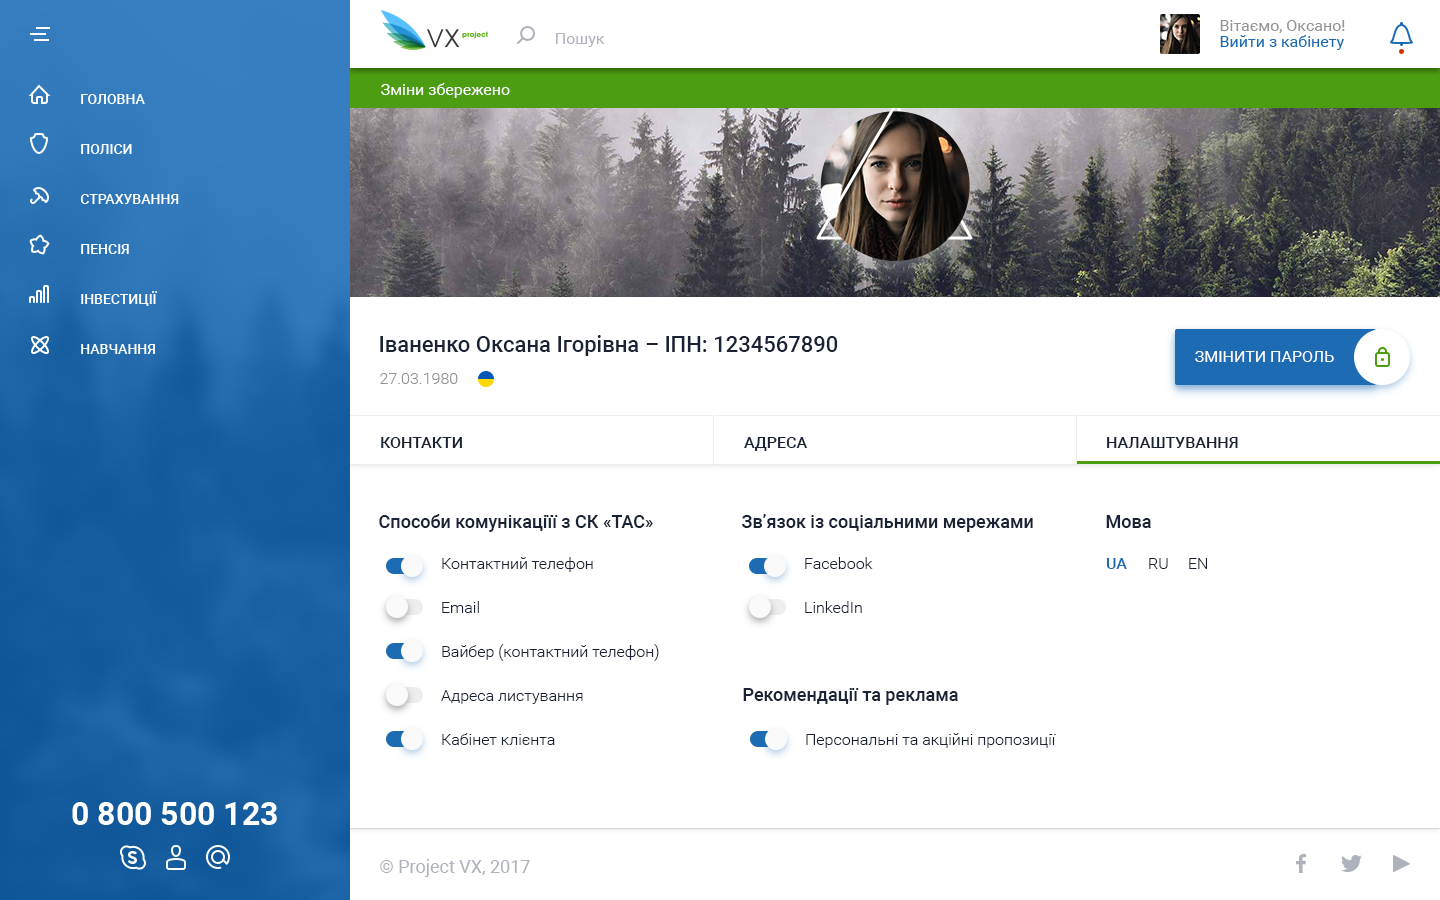 VX project
Пошук
Вітаємо, Оксано!
Вийти з кабінету
Зміни збережено
ГОЛОВНА
ПОЛІСИ
СТРАХУВАННЯ
ПЕНСІЯ
ІНВЕСТИЦІЇ
НАВЧАННЯ
0 800 500 123
Іваненко Оксана Ігорівна – ІПН: 1234567890
27.03.1980
ЗМІНИТИ ПАРОЛЬ
КОНТАКТИ
АДРЕСА
НАЛАШТУВАННЯ
Способи комунікаціїї з СК «ТАС»
Контактний телефон
Email
Вайбер (контактний телефон)
Адреса листування
Кабінет клієнта
Зв’язок із соціальними мережами
Facebook
LinkedIn
Рекомендації та реклама
Персональні та акційні пропозиції
Мова
UA RU EN
© Project VX, 2017